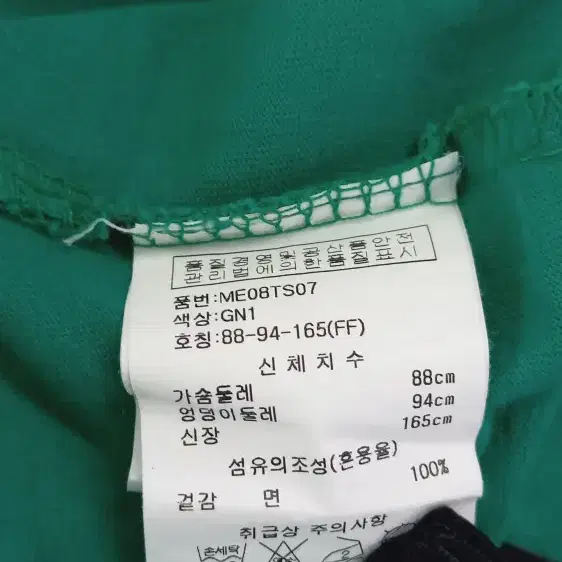 품질경영및공산품안전
관리법에의한품질표시
품번:ME08TS07
색상:GN1
호칭:88-94-165(FF)
신체치수
가슴둘레 88cm
엉덩이둘레 94cm
신장 165cm
섬유의조성(혼용율)
겉감 면 100%
취급상 주의사항
손세탁
2